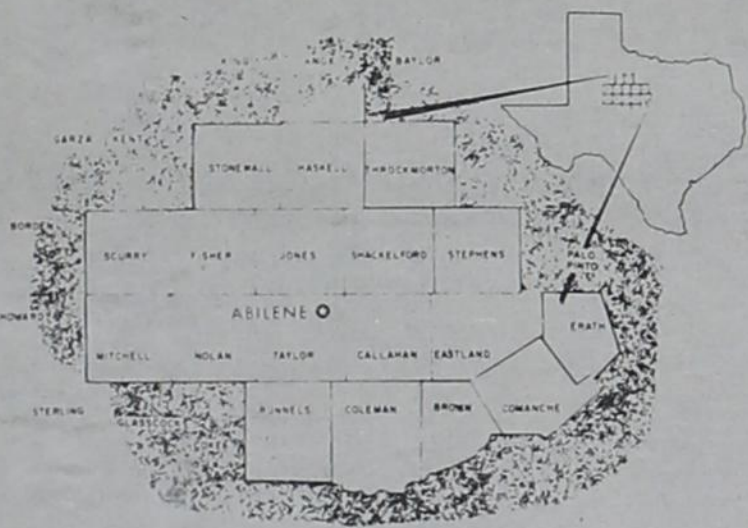 BAYLOR
GARZA KENT
STONEWALL HASKELL THROCKMORTON
BORDEN
SCURRY FISHER JONES SHACKELFORD STEPHENS PALO
PINTO
HOWARD
ABILENE
ERATH
MITCHELL NOLAN TAYLOR CALLAHAN EASTLAND
STERLING GLASSCOCK RUNNELS COLEMAN BROWN COMANCHE